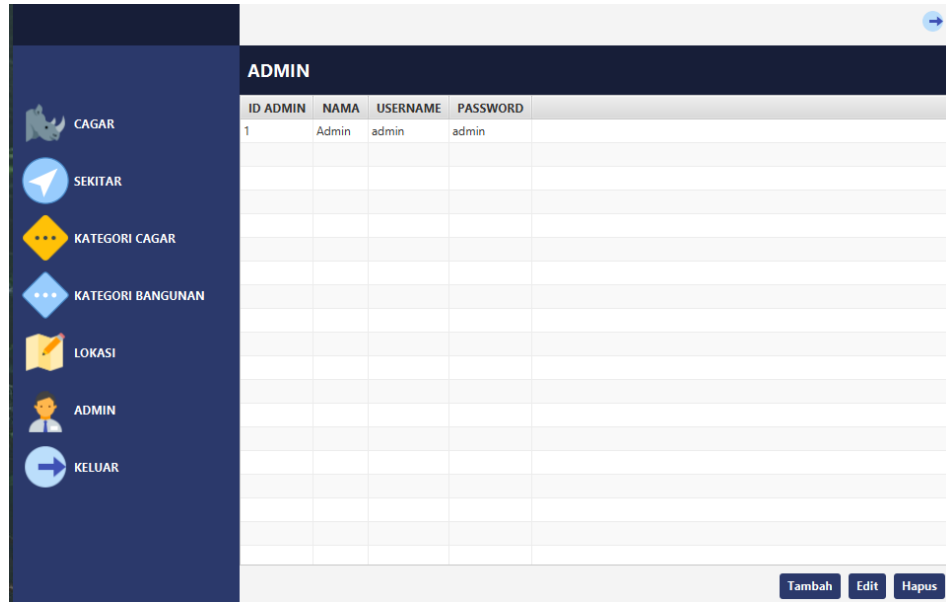 CAGAR
SEKITAR
KATEGORI CAGAR
KATEGORI BANGUNAN
LOKASI
ADMIN
KELUAR
ADMIN
ID ADMIN NAMA USERNAME PASSWORD
1 Admin admin admin
Tambah Edit Hapus